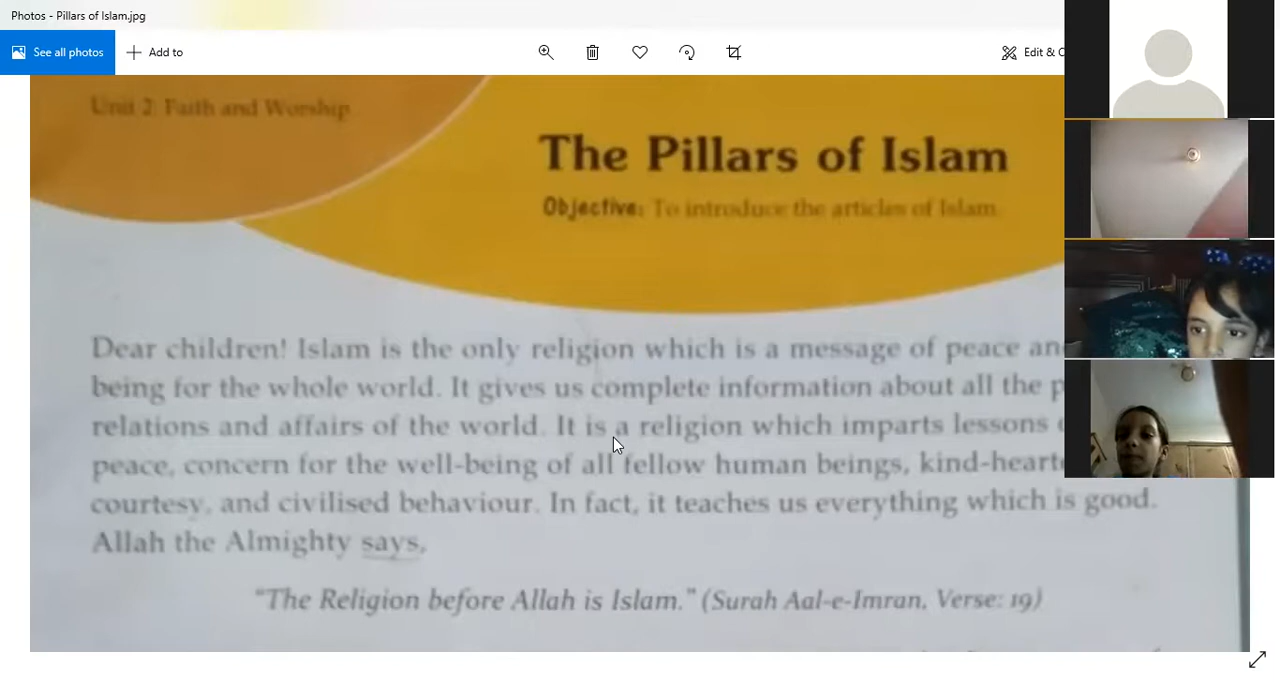 Photos - Pillars of Islam.jpg
See all photos
Add to
Edit & C
Unit 2: Faith and Worship
The Pillars of Islam
Objective: To introduce the articles of Islam.
Dear children! Islam is the only religion which is a message of peace an
being for the whole world. It gives us complete information about all the p
relations and affairs of the world. It is a religion which imparts lessons
peace, concern for the well-being of all fellow human beings, kind-hearte
courtesy, and civilised behaviour. In fact, it teaches us everything which is good.
Allah the Almighty says,
"The Religion before Allah is Islam." (Surah Aal-e-Imran, Verse: 19)